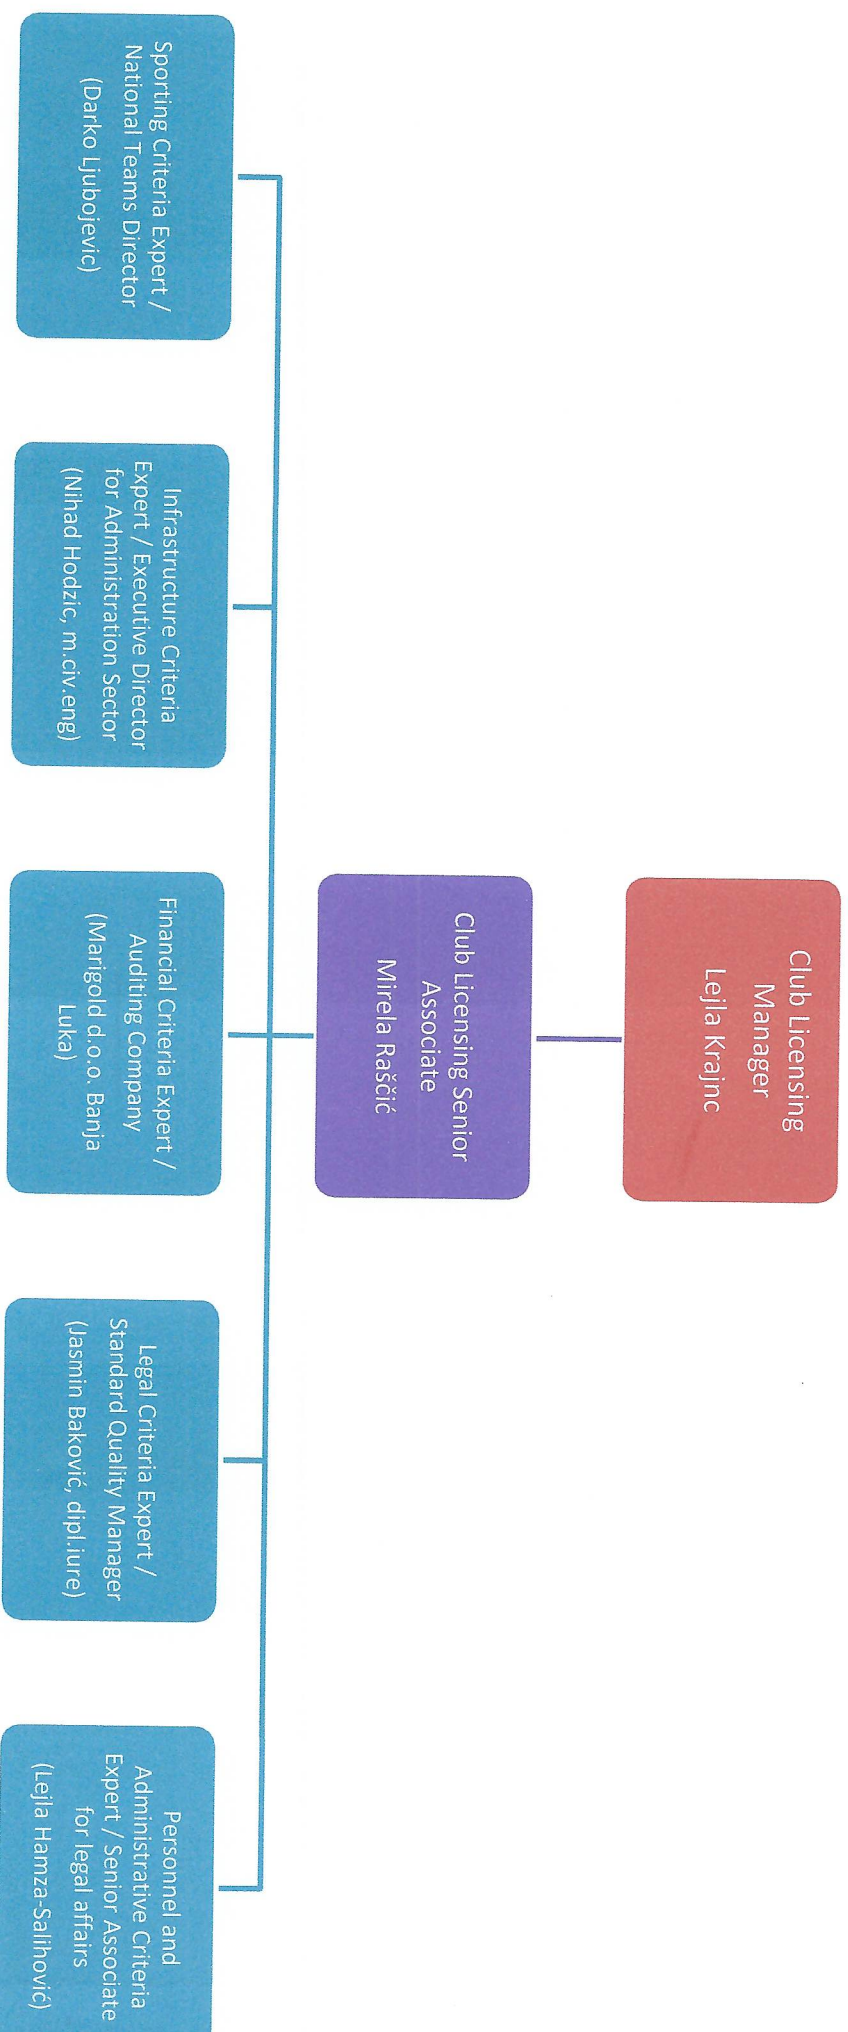 Club Licensing
Manager
Lejla Krajnc
Club Licensing Senior
Associate
Mirela Raščić
Sporting Criteria Expert /
National Teams Director
(Darko Ljubojevic)
Infrastructure Criteria
Expert / Executive Director
for Administration Sector
(Nihad Hodzic, m.civ.eng)
Financial Criteria Expert /
Auditing Company
(Marigold d.o.o. Banja
Luka)
Legal Criteria Expert /
Standard Quality Manager
(Jasmin Baković, dipl.iure)
Personnel and
Administrative Criteria
Expert / Senior Associate
for legal affairs
(Lejla Hamza-Salihović)